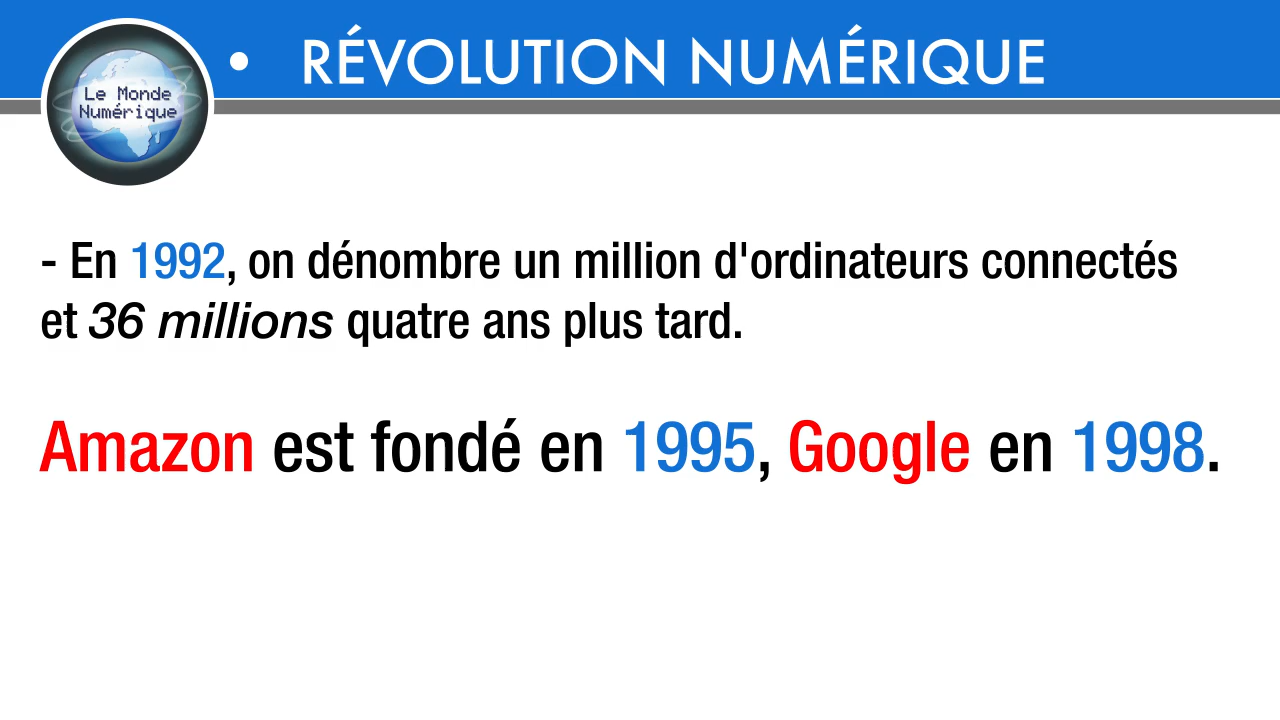 Le Monde
Numérique
• RÉVOLUTION NUMÉRIQUE
- En 1992, on dénombre un million d'ordinateurs connectés
et 36 millions quatre ans plus tard.
Amazon est fondé en 1995, Google en 1998.